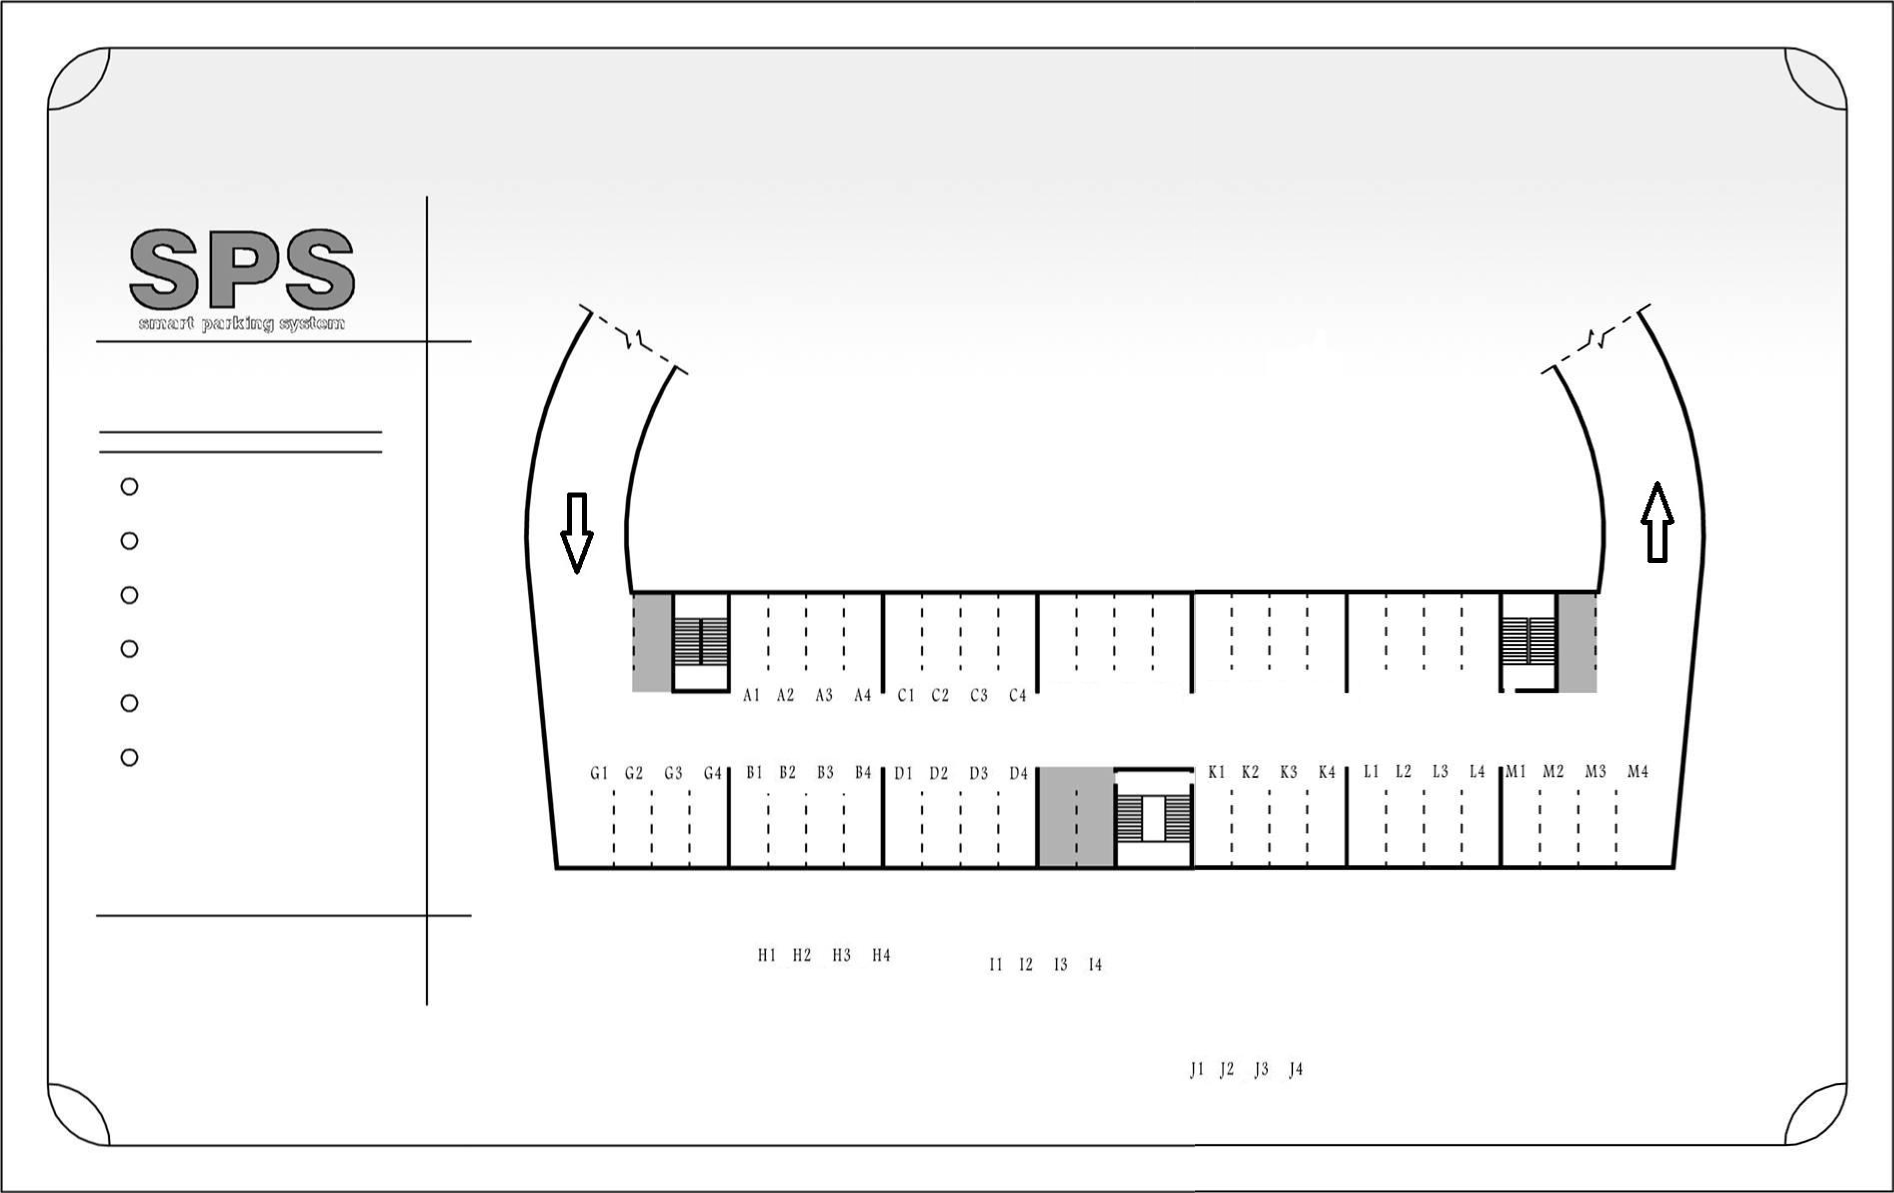 SPS
smart parking system
A1 A2 A3 A4 C1 C2 C3 C4
G1 G2 G3 G4 B1 B2 B3 B4 D1 D2 D3 D4 K1 K2 K3 K4 L1 L2 L3 L4 M1 M2 M3 M4
H1 H2 H3 H4
I1 I2 I3 I4
J1 J2 J3 J4